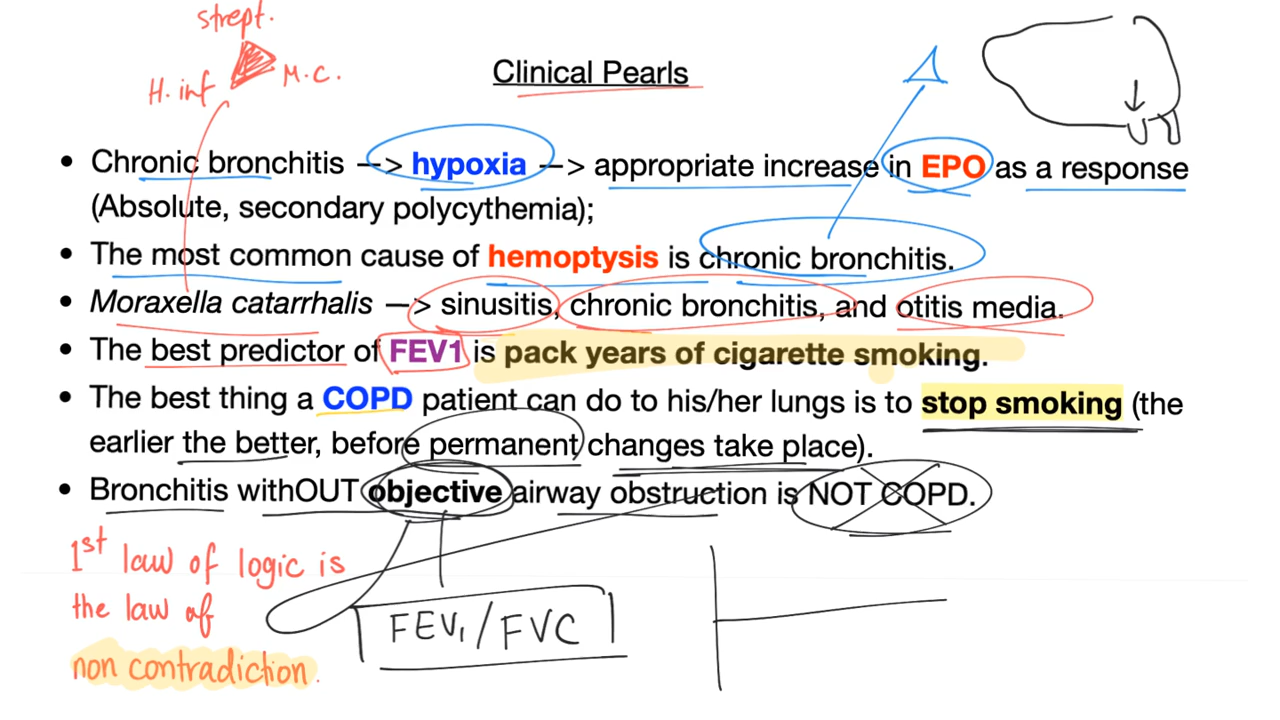 strept.
H. inf
M.C.
Clinical Pearls
• Chronic bronchitis —> hypoxia —> appropriate increase in EPO as a response
(Absolute, secondary polycythemia);
• The most common cause of hemoptysis is chronic bronchitis.
• Moraxella catarrhalis —> sinusitis, chronic bronchitis, and otitis media.
• The best predictor of FEV1 is pack years of cigarette smoking.
• The best thing a COPD patient can do to his/her lungs is to stop smoking (the
earlier the better, before permanent changes take place).
• Bronchitis withOUT objective airway obstruction is NOT COPD.
1st law of logic is
the law of
non contradiction.
FEV1/FVC